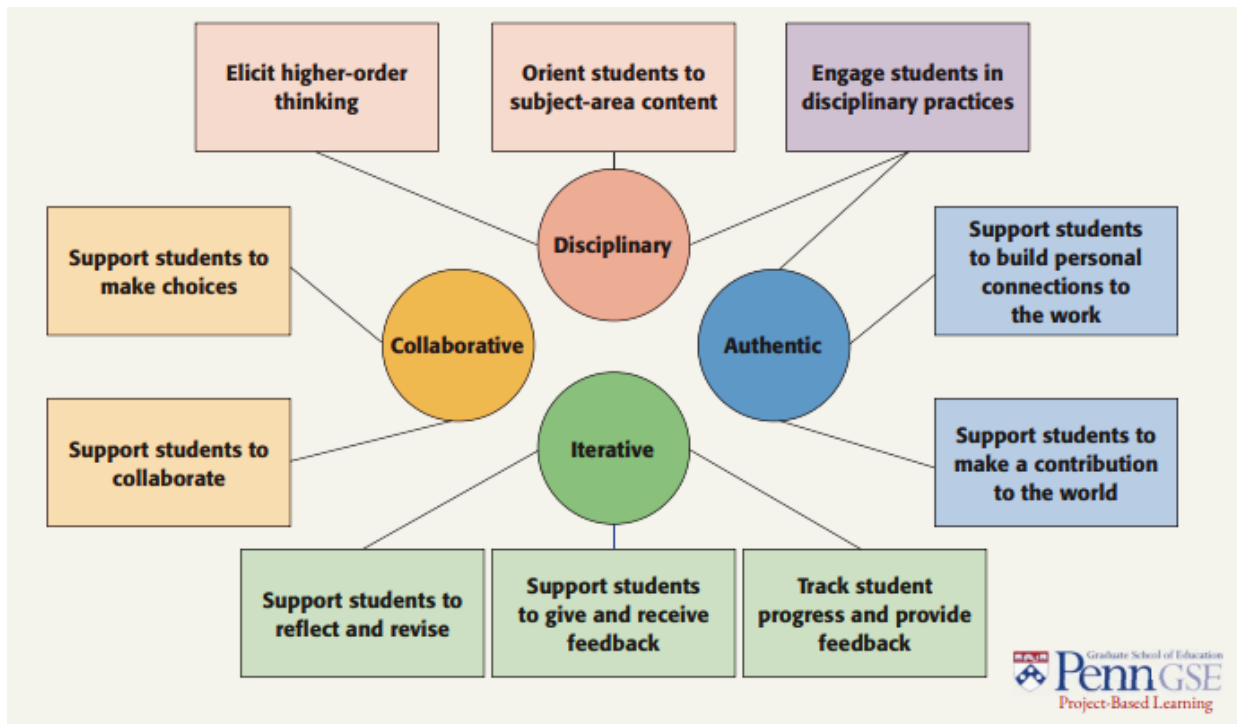 Elicit higher-order
thinking
Orient students to
subject-area content
Engage students in
disciplinary practices
Disciplinary
Support students to
make choices
Support students
to build personal
connections to
the work
Collaborative
Authentic
Support students to
collaborate
Iterative
Support students to
make a contribution
to the world
Support students to
reflect and revise
Support students
to give and receive
feedback
Track student
progress and provide
feedback
Graduate School of Education
Penn GSE
Project-Based Learning